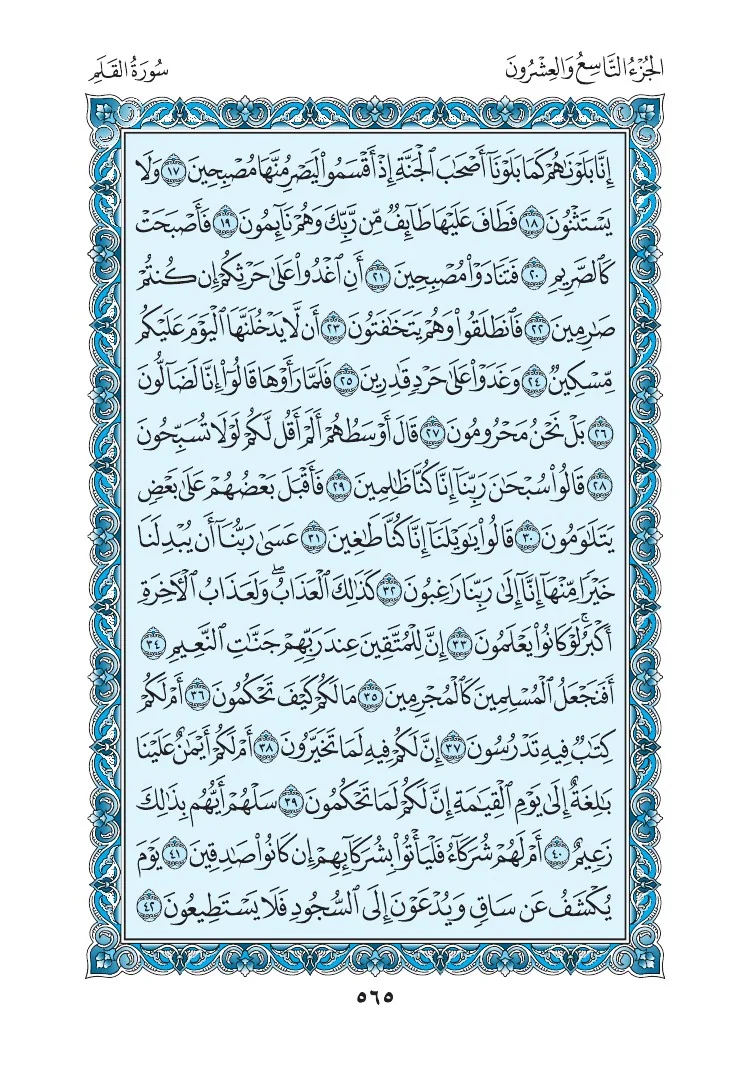 الجُزْءُ التَّاسِعُ وَالعِشْرُونَ
سُورَةُ القَلَمِ
إِنَّا بَلَوْنَٰهُمْ كَمَا بَلَوْنَآ أَصْحَٰبَ ٱلْجَنَّةِ إِذْ أَقْسَمُوا۟ لَيَصْرِمُنَّهَا مُصْبِحِينَ ١٧ وَلَا
يَسْتَثْنُونَ ١٨ فَطَافَ عَلَيْهَا طَآئِفٌ مِّن رَّبِّكَ وَهُمْ نَآئِمُونَ ١٩ فَأَصْبَحَتْ
كَٱلصَّرِيمِ ٢٠ فَتَنَادَوْا۟ مُصْبِحِينَ ٢١ أَنِ ٱغْدُوا۟ عَلَىٰ حَرْثِكُمْ إِن كُنتُمْ
صَٰرِمِينَ ٢٢ فَٱنطَلَقُوا۟ وَهُمْ يَتَخَٰفَتُونَ ٢٣ أَن لَّا يَدْخُلَنَّهَا ٱلْيَوْمَ عَلَيْكُم
مِّسْكِينٌ ٢٤ وَغَدَوْا۟ عَلَىٰ حَرْدٍ قَٰدِرِينَ ٢٥ فَلَمَّا رَأَوْهَا قَالُوٓا۟ إِنَّا لَضَآلُّونَ
٢٦ بَلْ نَحْنُ مَحْرُومُونَ ٢٧ قَالَ أَوْسَطُهُمْ أَلَمْ أَقُل لَّكُمْ لَوْلَا تُسَبِّحُونَ
٢٨ قَالُوا۟ سُبْحَٰنَ رَبِّنَآ إِنَّا كُنَّا ظَٰلِمِينَ ٢٩ فَأَقْبَلَ بَعْضُهُمْ عَلَىٰ بَعْضٍ
يَتَلَٰوَمُونَ ٣٠ قَالُوا۟ يَٰوَيْلَنَآ إِنَّا كُنَّا طَٰغِينَ ٣١ عَسَىٰ رَبُّنَآ أَن يُبْدِلَنَا
خَيْرًا مِّنْهَآ إِنَّآ إِلَىٰ رَبِّنَا رَٰغِبُونَ ٣٢ كَذَٰلِكَ ٱلْعَذَابُ ۖ وَلَعَذَابُ ٱلْءَاخِرَةِ
أَكْبَرُ ۚ لَوْ كَانُوا۟ يَعْلَمُونَ ٣٣ إِنَّ لِلْمُتَّقِينَ عِندَ رَبِّهِمْ جَنَّٰتِ ٱلنَّعِيمِ ٣٤
أَفَنَجْعَلُ ٱلْمُسْلِمِينَ كَٱلْمُجْرِمِينَ ٣٥ مَا لَكُمْ كَيْفَ تَحْكُمُونَ ٣٦ أَمْ لَكُمْ
كِتَٰبٌ فِيهِ تَدْرُسُونَ ٣٧ إِنَّ لَكُمْ فِيهِ لَمَا تَخَيَّرُونَ ٣٨ أَمْ لَكُمْ أَيْمَٰنٌ عَلَيْنَا
بَٰلِغَةٌ إِلَىٰ يَوْمِ ٱلْقِيَٰمَةِ إِنَّ لَكُمْ لَمَا تَحْكُمُونَ ٣٩ سَلْهُمْ أَيُّهُم بِذَٰلِكَ
زَعِيمٌ ٤٠ أَمْ لَهُمْ شُرَكَآءُ فَلْيَأْتُوا۟ بِشُرَكَآئِهِمْ إِن كَانُوا۟ صَٰدِقِينَ ٤١ يَوْمَ
يُكْشَفُ عَن سَاقٍ وَيُدْعَوْنَ إِلَى ٱلسُّجُودِ فَلَا يَسْتَطِيعُونَ ٤٢
٥٦٥